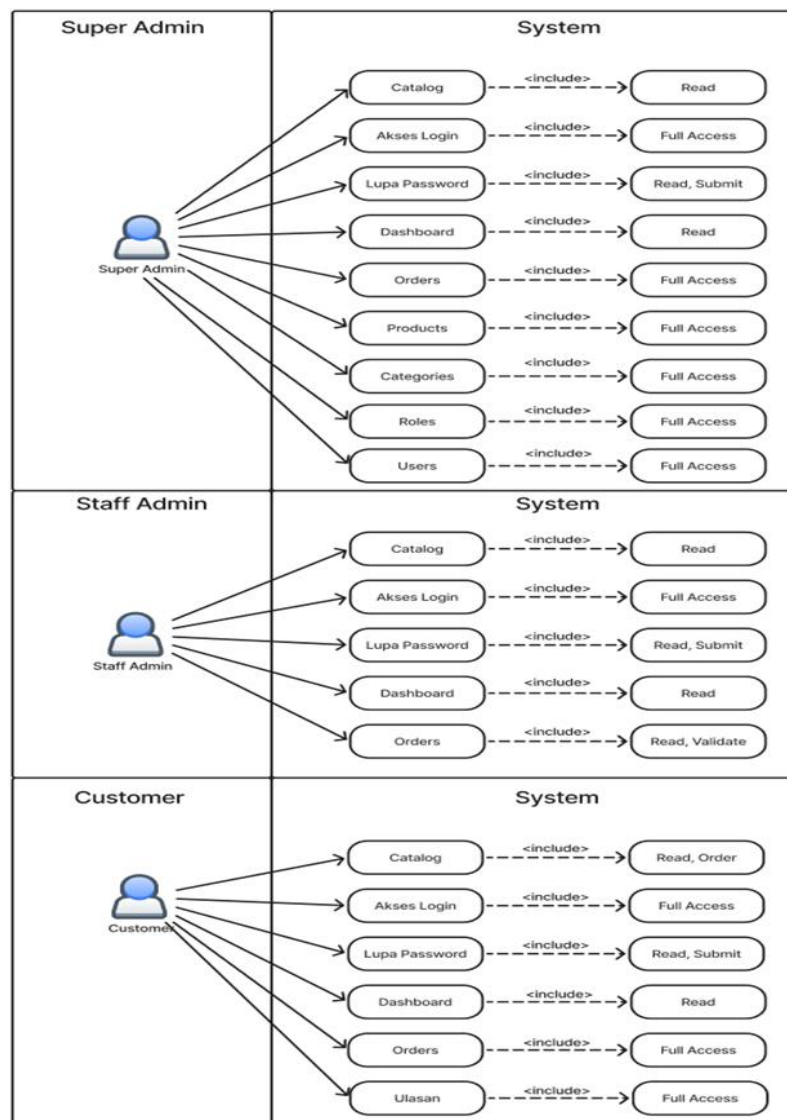 Super Admin
System
Catalog <include> Read
Akses Login <include> Full Access
Lupa Password <include> Read, Submit
Dashboard <include> Read
Super Admin
Orders <include> Full Access
Products <include> Full Access
Categories <include> Full Access
Roles <include> Full Access
Users <include> Full Access
Staff Admin
System
Catalog <include> Read
Akses Login <include> Full Access
Lupa Password <include> Read, Submit
Staff Admin
Dashboard <include> Read
Orders <include> Read, Validate
Customer
System
Catalog <include> Read, Order
Akses Login <include> Full Access
Customer
Lupa Password <include> Read, Submit
Dashboard <include> Read
Orders <include> Full Access
Ulasan <include> Full Access